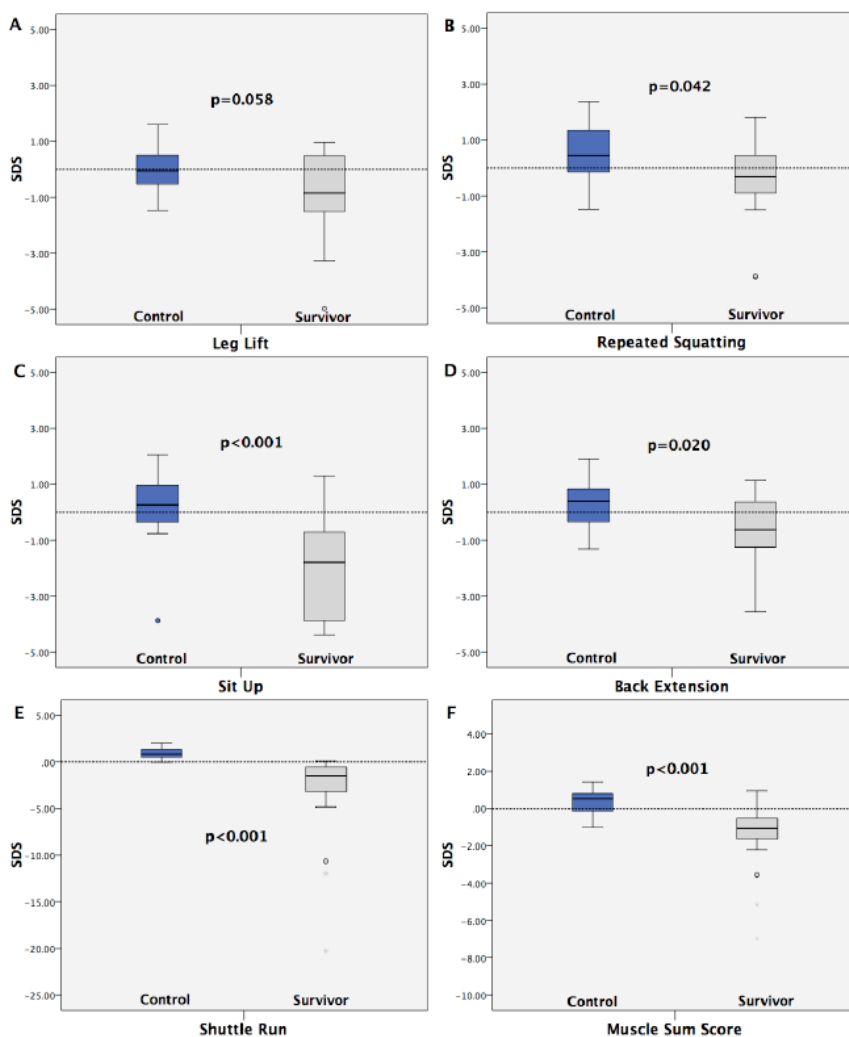 A
5.00
3.00
1.00
-1.00
-3.00
-5.00
SDS
p=0.058
Control Survivor
Leg Lift
B
5.00
3.00
1.00
-1.00
-3.00
-5.00
SDS
p=0.042
Control Survivor
Repeated Squatting
C
5.00
3.00
1.00
-1.00
-3.00
-5.00
SDS
p<0.001
Control Survivor
Sit Up
D
5.00
3.00
1.00
-1.00
-3.00
-5.00
SDS
p=0.020
Control Survivor
Back Extension
E
5.00
.00
-5.00
-10.00
-15.00
-20.00
-25.00
SDS
p<0.001
Control Survivor
Shuttle Run
F
4.00
2.00
.00
-2.00
-4.00
-6.00
-8.00
-10.00
SDS
p<0.001
Control Survivor
Muscle Sum Score